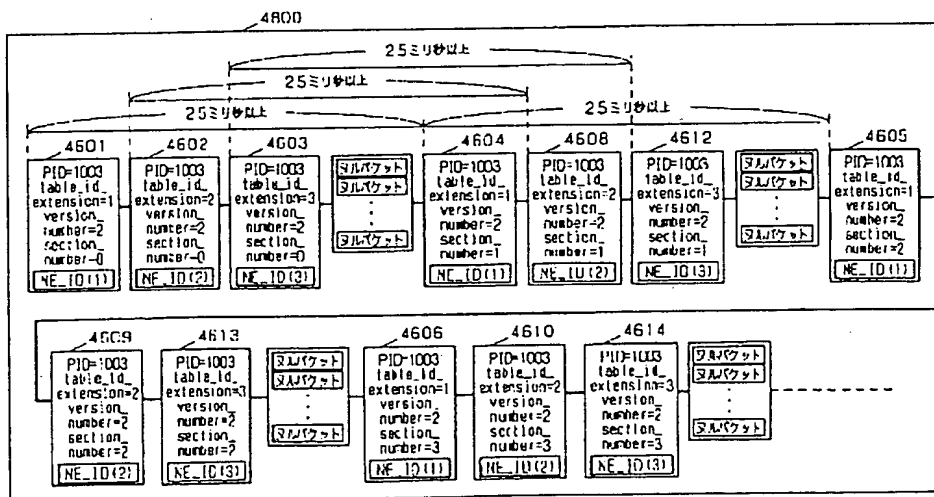 4800
25ミリ秒以上
25ミリ秒以上
25ミリ秒以上
25ミリ秒以上
4601
PID=1003
table_id_
extension=1
version_
number=2
section_
number=0
NE_ID(1)
4602
PID=1003
table_id_
extension=2
version_
number=2
section_
number=0
NE_ID(2)
4603
PID=1003
table_id_
extension=3
version_
number=2
section_
number=0
NE_ID(3)
ヌルパケット
ヌルパケット
ヌルパケット
4604
PID=1003
table_id_
extension=1
version_
number=2
section_
number=1
NE_ID(1)
4608
PID=1003
table_id_
extension=2
version_
number=2
section_
number=1
NE_ID(2)
4612
PID=1003
table_id_
extension=3
version_
number=2
section_
number=1
NE_ID(3)
ヌルパケット
ヌルパケット
ヌルパケット
4605
PID=1003
table_id_
extension=1
version_
number=2
section_
number=2
NE_ID(1)
4609
PID=1003
table_id_
extension=2
version_
number=2
section_
number=2
NE_ID(2)
4613
PID=1003
table_id_
extension=3
version_
number=2
section_
number=2
NE_ID(3)
ヌルパケット
ヌルパケット
ヌルパケット
4606
PID=1003
table_id_
extension=1
version_
number=2
section_
number=3
NE_ID(1)
4610
PID=1003
table_id_
extension=2
version_
number=2
section_
number=3
NE_ID(2)
4614
PID=1003
table_id_
extension=3
version_
number=2
section_
number=3
NE_ID(3)
ヌルパケット
ヌルパケット
ヌルパケット